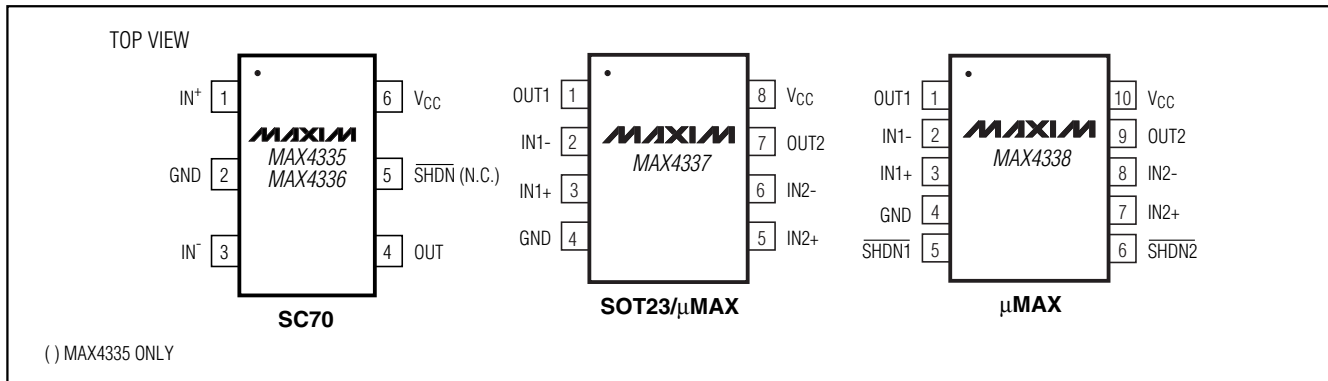 TOP VIEW
IN+ 1
GND 2
IN- 3
MAXIM
MAX4335
MAX4336
6 VCC
5 SHDN (N.C.)
4 OUT
SC70
OUT1 1
IN1- 2
IN1+ 3
GND 4
MAXIM
MAX4337
8 VCC
7 OUT2
6 IN2-
5 IN2+
SOT23/μMAX
OUT1 1
IN1- 2
IN1+ 3
GND 4
SHDN1 5
MAXIM
MAX4338
10 VCC
9 OUT2
8 IN2-
7 IN2+
6 SHDN2
μMAX
( ) MAX4335 ONLY